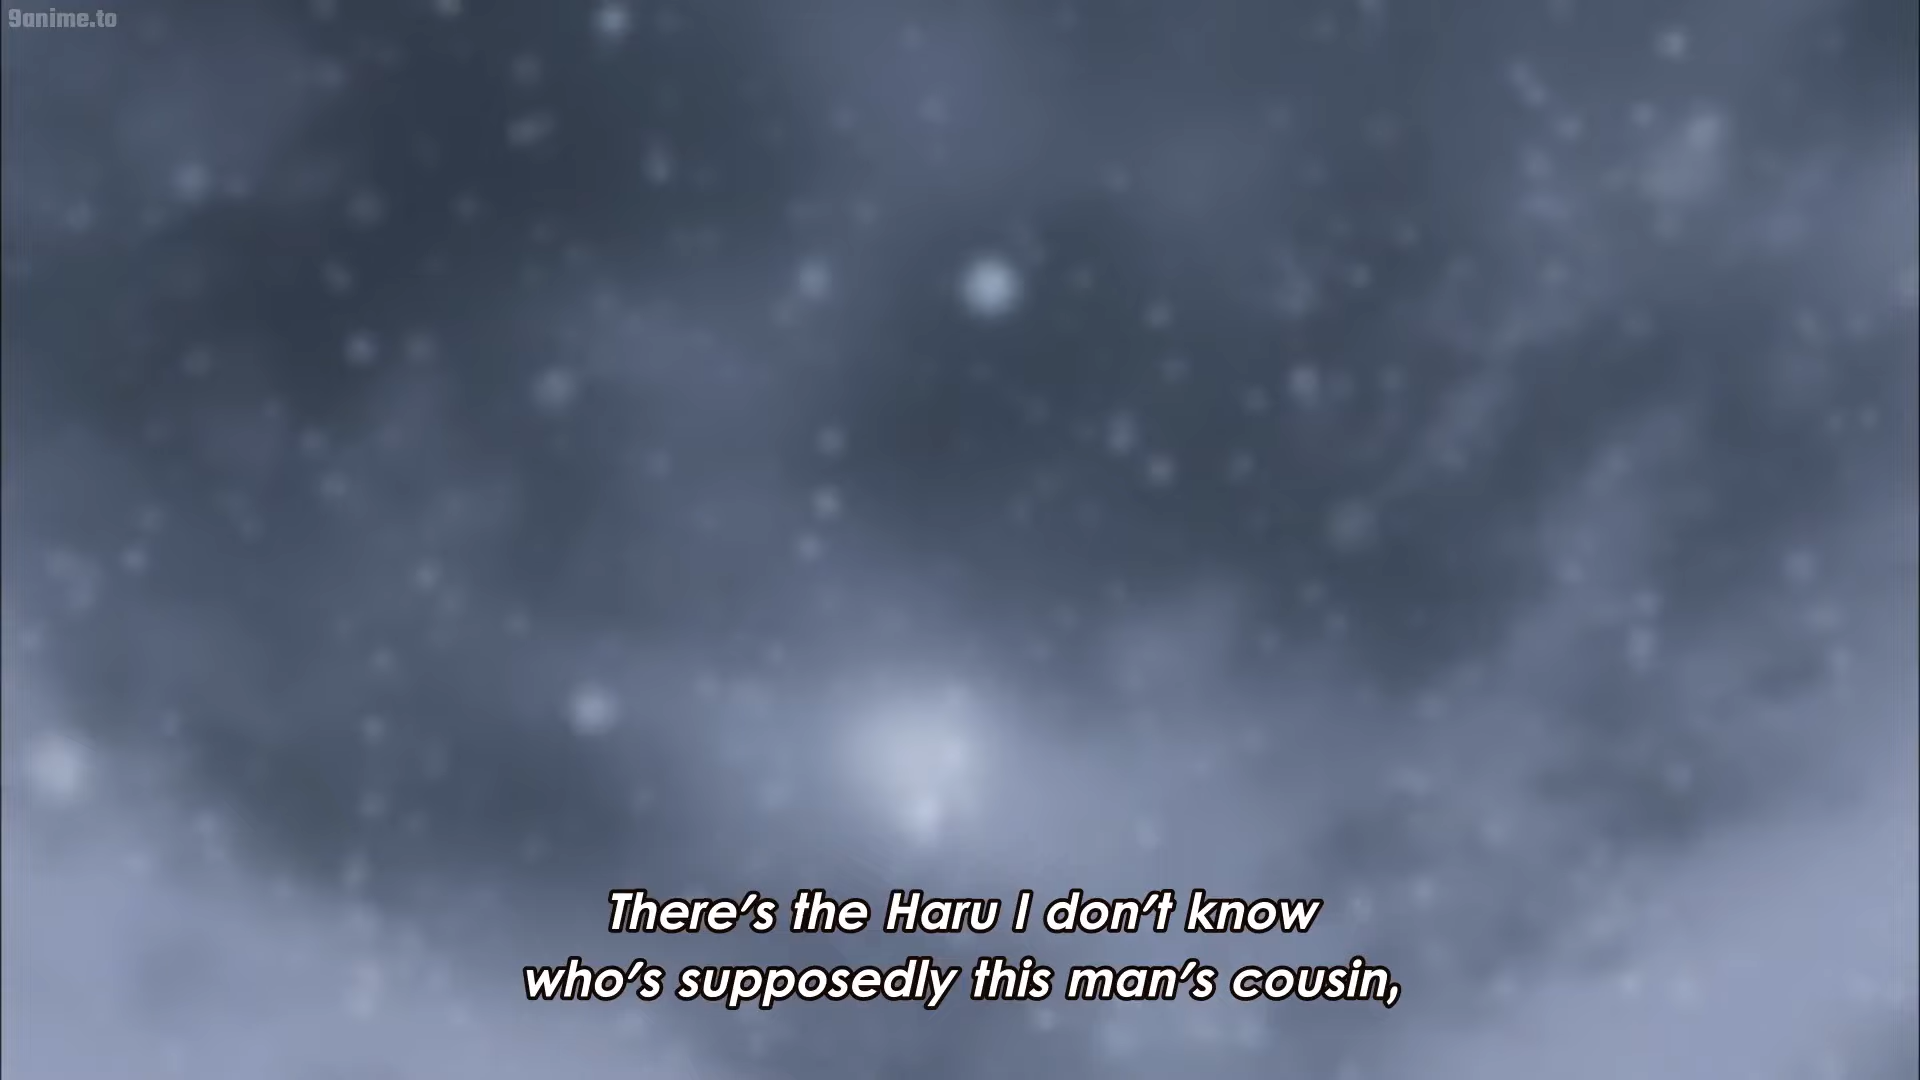 9anime.to
There's the Haru I don't know
who's supposedly this man's cousin,